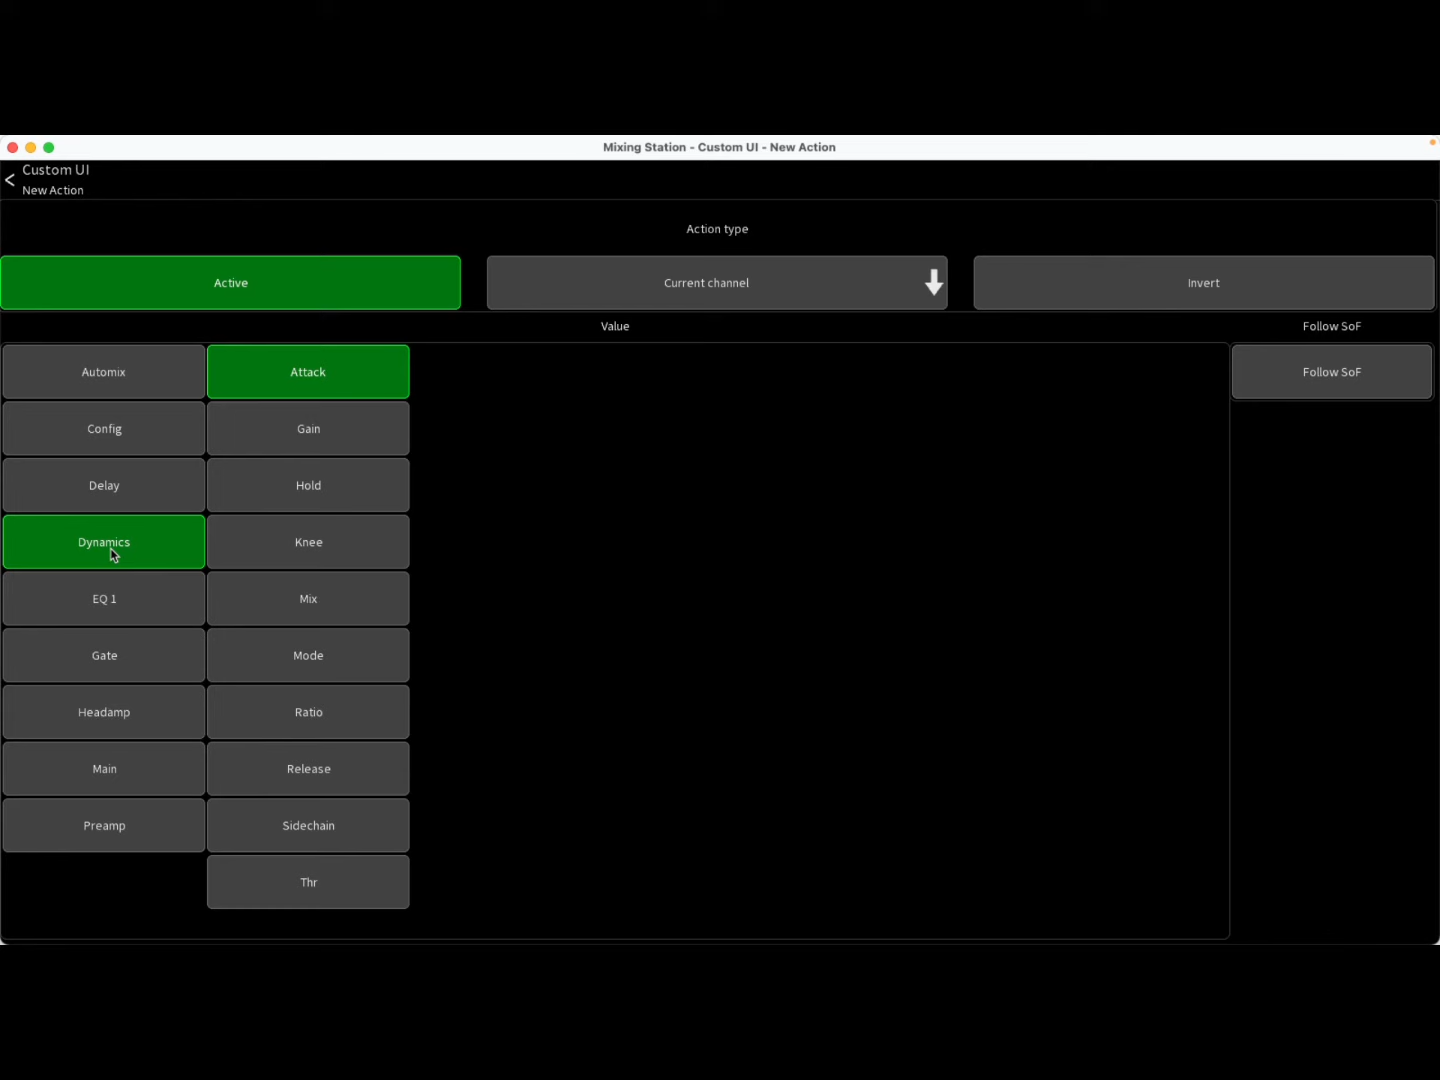 Mixing Station - Custom UI - New Action
Custom UI
New Action
Action type
Active
Current channel
Invert
Value
Follow SoF
Automix
Attack
Follow SoF
Config
Gain
Delay
Hold
Dynamics
Knee
EQ 1
Mix
Gate
Mode
Headamp
Ratio
Main
Release
Preamp
Sidechain
Thr